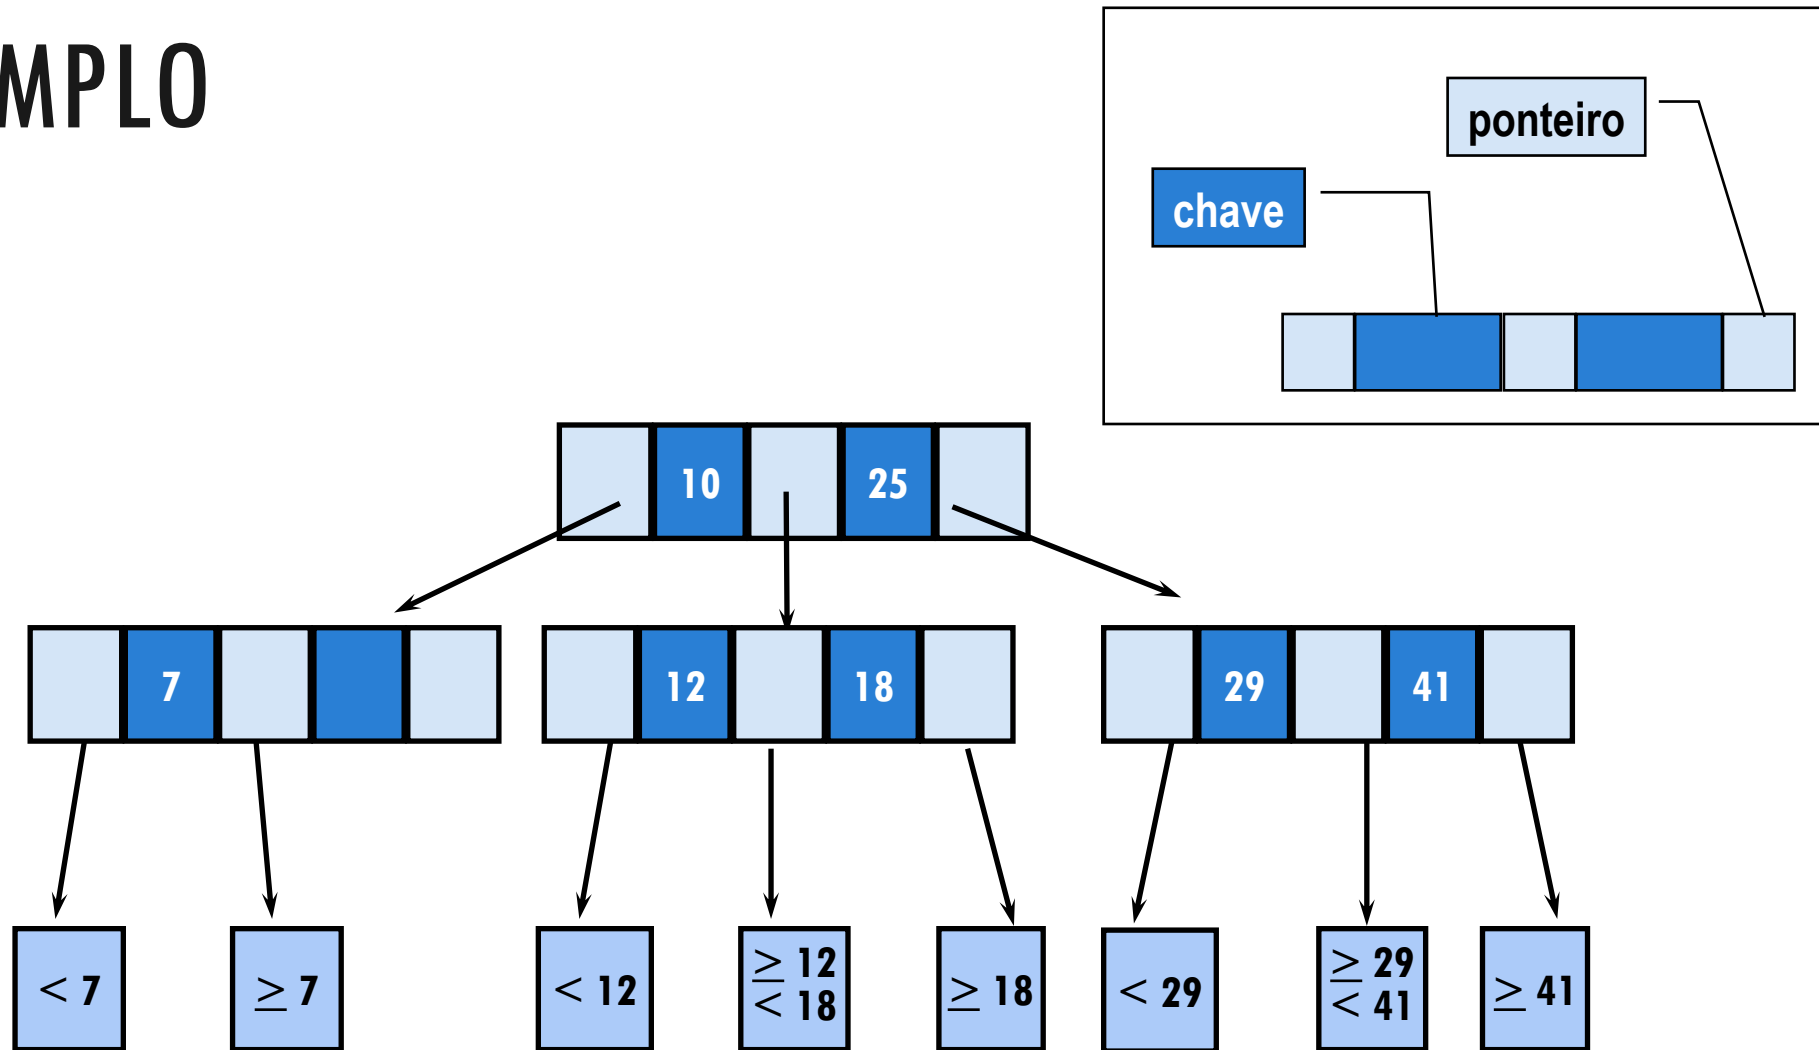 MPLO
ponteiro
chave
10 25
7 12 18 29 41
< 7 ≥ 7 < 12 ≥ 12 < 18 ≥ 18 < 29 ≥ 29 < 41 ≥ 41